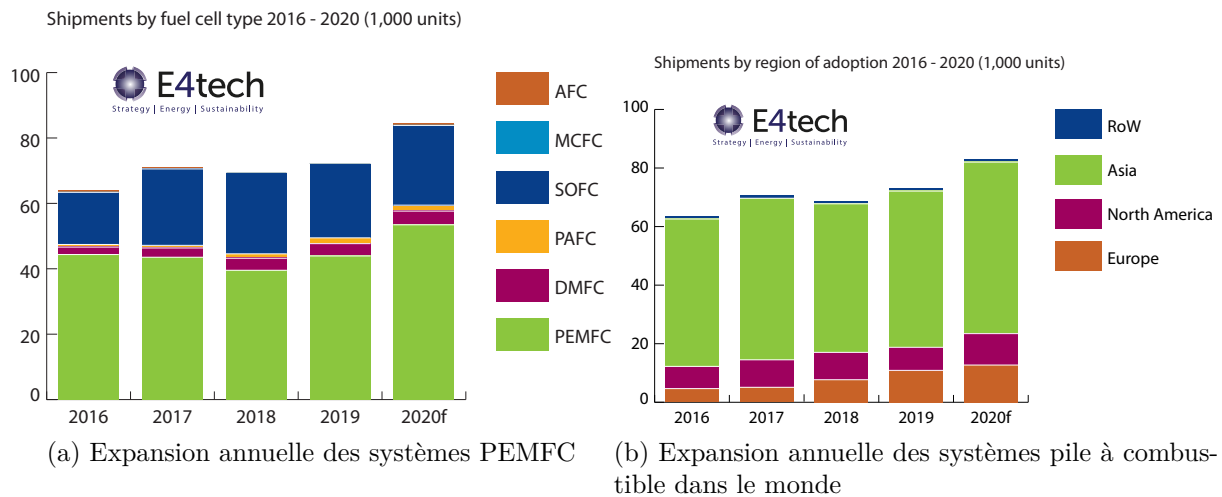 Shipments by fuel cell type 2016 - 2020 (1,000 units)
E4tech
Strategy | Energy | Sustainability
100
80
60
40
20
0
2016 2017 2018 2019 2020f
AFC
MCFC
SOFC
PAFC
DMFC
PEMFC
(a) Expansion annuelle des systèmes PEMFC
Shipments by region of adoption 2016 - 2020 (1,000 units)
E4tech
Strategy | Energy | Sustainability
100
80
60
40
20
0
2016 2017 2018 2019 2020f
RoW
Asia
North America
Europe
(b) Expansion annuelle des systèmes pile à combus-
tible dans le monde